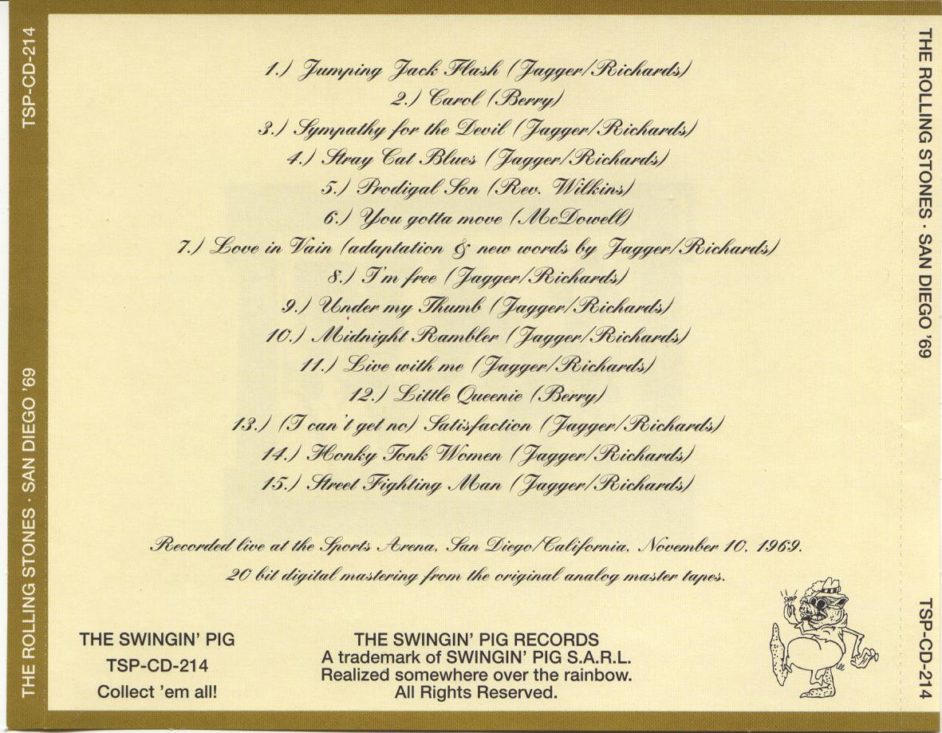 TSP-CD-214
THE ROLLING STONES · SAN DIEGO '69
1.) Jumping Jack Flash (Jagger/Richards)
2.) Carol (Berry)
3.) Sympathy for the Devil (Jagger/Richards)
4.) Stray Cat Blues (Jagger/Richards)
5.) Prodigal Son (Rev. Wilkins)
6.) You gotta move (McDowell)
7.) Love in Vain (adaptation & new words by Jagger/Richards)
8.) I'm free (Jagger/Richards)
9.) Under my Thumb (Jagger/Richards)
10.) Midnight Rambler (Jagger/Richards)
11.) Live with me (Jagger/Richards)
12.) Little Queenie (Berry)
13.) (I can't get no) Satisfaction (Jagger/Richards)
14.) Honky Tonk Women (Jagger/Richards)
15.) Street Fighting Man (Jagger/Richards)
Recorded live at the Sports Arena, San Diego/California, November 10, 1969.
20 bit digital mastering from the original analog master tapes.
THE SWINGIN' PIG
TSP-CD-214
Collect 'em all!
THE SWINGIN' PIG RECORDS
A trademark of SWINGIN' PIG S.A.R.L.
Realized somewhere over the rainbow.
All Rights Reserved.
THE ROLLING STONES · SAN DIEGO '69
TSP-CD-214